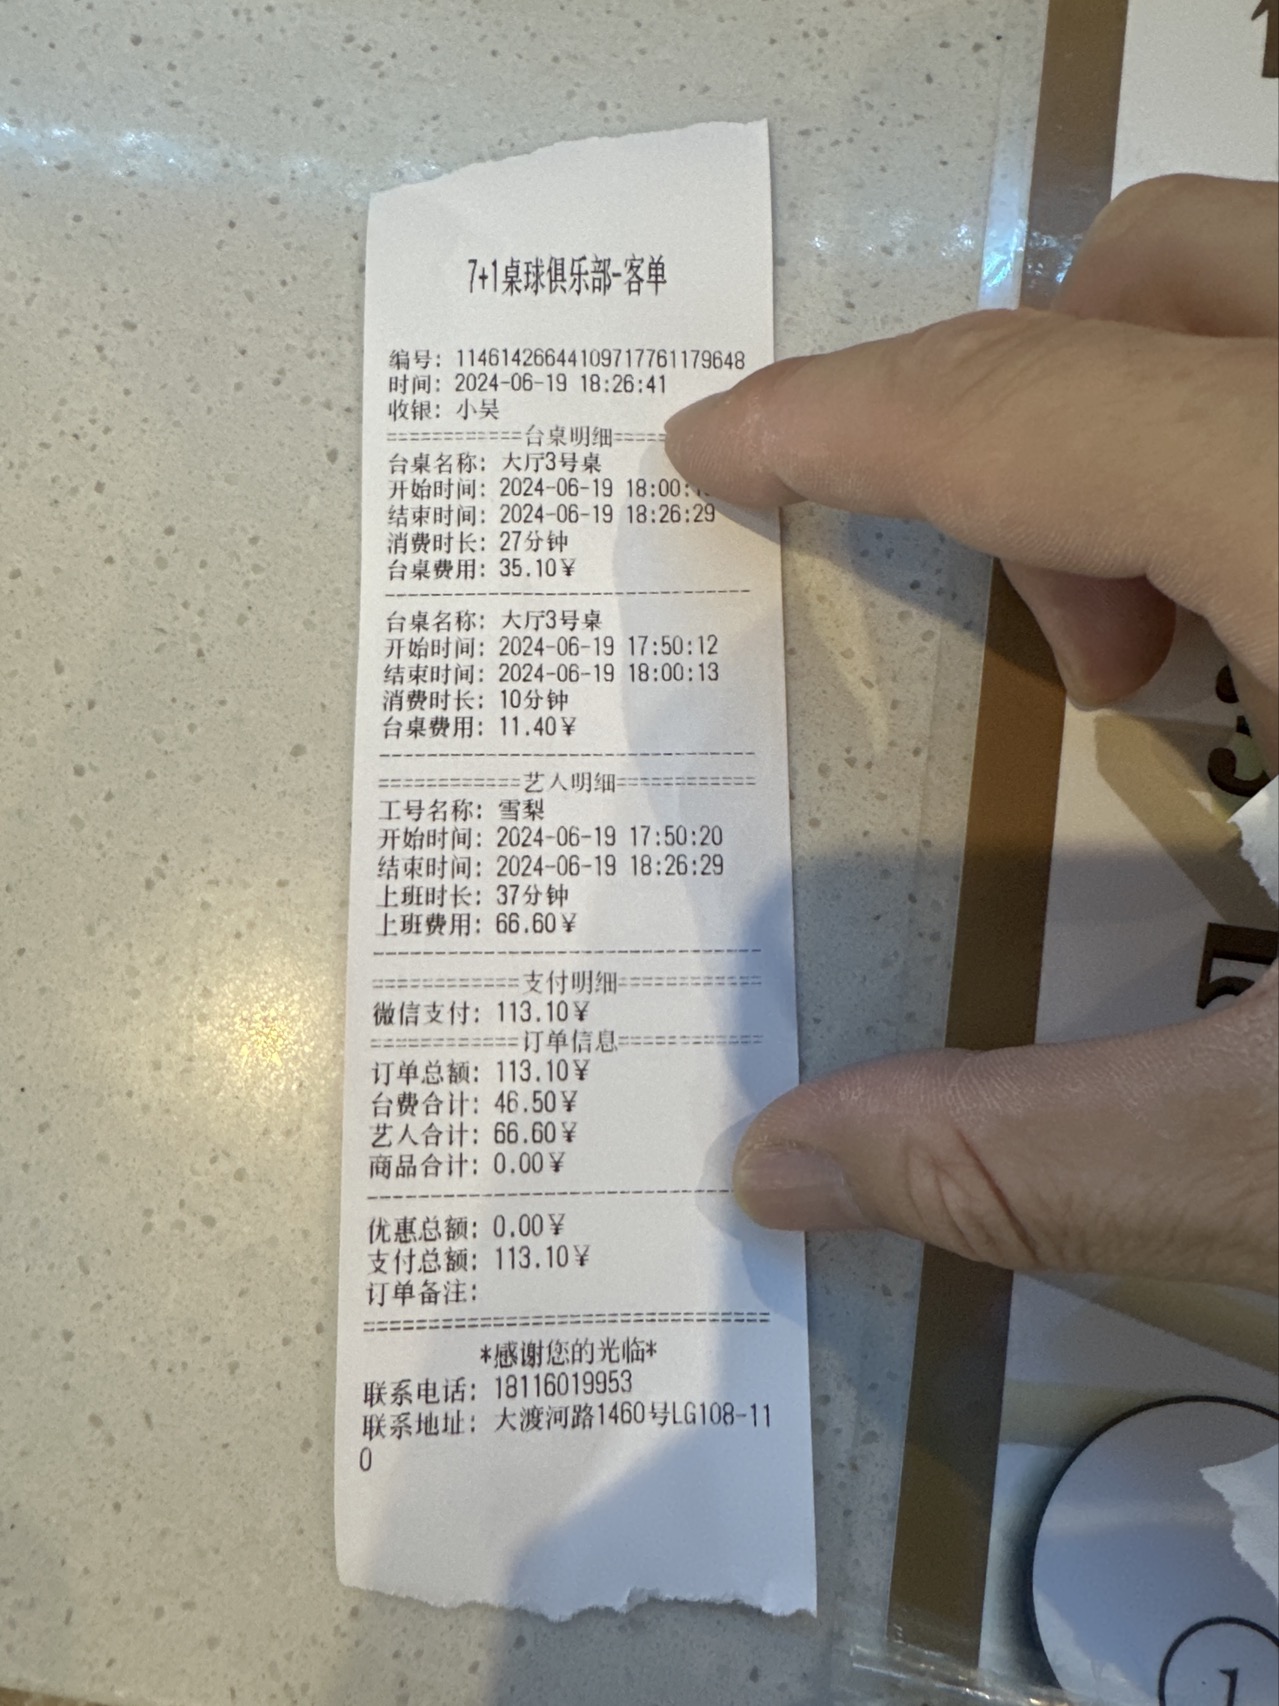 7+1桌球俱乐部-客单
编号: 1146142664410971776​1179648
时间: 2024-06-19 18:26:41
收银: 小吴
===========台桌明细=====
台桌名称: 大厅3号桌
开始时间: 2024-06-19 18:00:1
结束时间: 2024-06-19 18:26:29
消费时长: 27分钟
台桌费用: 35.10¥
台桌名称: 大厅3号桌
开始时间: 2024-06-19 17:50:12
结束时间: 2024-06-19 18:00:13
消费时长: 10分钟
台桌费用: 11.40¥
===========艺人明细===========
工号名称: 雪梨
开始时间: 2024-06-19 17:50:20
结束时间: 2024-06-19 18:26:29
上班时长: 37分钟
上班费用: 66.60¥
===========支付明细===========
微信支付: 113.10¥
===========订单信息===========
订单总额: 113.10¥
台费合计: 46.50¥
艺人合计: 66.60¥
商品合计: 0.00¥
优惠总额: 0.00¥
支付总额: 113.10¥
订单备注:
*感谢您的光临*
联系电话: 18116019953
联系地址: 大渡河路1460号LG108-11
0